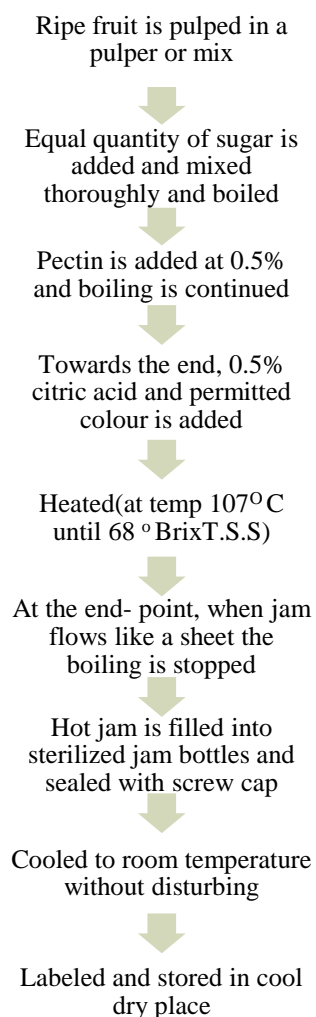 Ripe fruit is pulped in a
pulper or mix
Equal quantity of sugar is
added and mixed
thoroughly and boiled
Pectin is added at 0.5%
and boiling is continued
Towards the end, 0.5%
citric acid and permitted
colour is added
Heated(at temp 107ᴼ C
until 68 ᵒ BrixT.S.S)
At the end- point, when jam
flows like a sheet the
boiling is stopped
Hot jam is filled into
sterilized jam bottles and
sealed with screw cap
Cooled to room temperature
without disturbing
Labeled and stored in cool
dry place